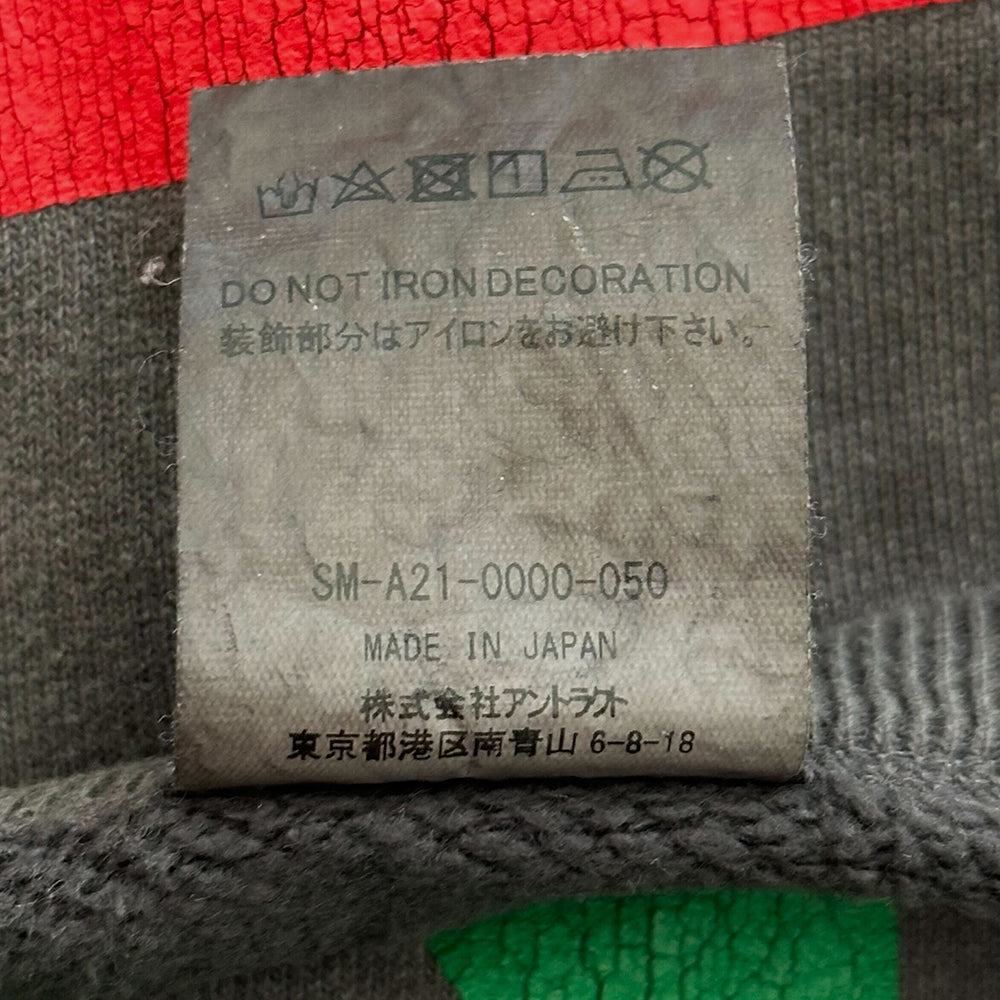 DO NOT IRON DECORATION
装飾部分はアイロンをお避け下さい。
SM-A21-0000-050
MADE IN JAPAN
株式会社アントラクト
東京都港区南青山 6-8-18